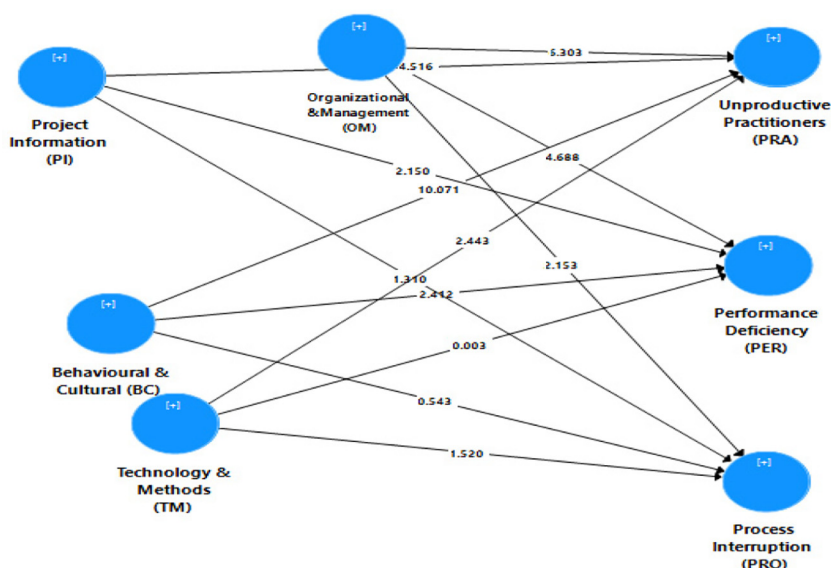 [+]
[+]
[+]
4.516
Organizational
&Management
(OM)
Project
Information
(PI)
Unproductive
Practitioners
(PRA)
4.688
2.150
10.071
2.443
[+]
2.153
1.310
2.412
[+]
Performance
Deficiency
(PER)
0.003
Behavioural &
Cultural (BC)
[+]
0.543
1.520
[+]
Technology &
Methods
(TM)
Process
Interruption
(PRO)